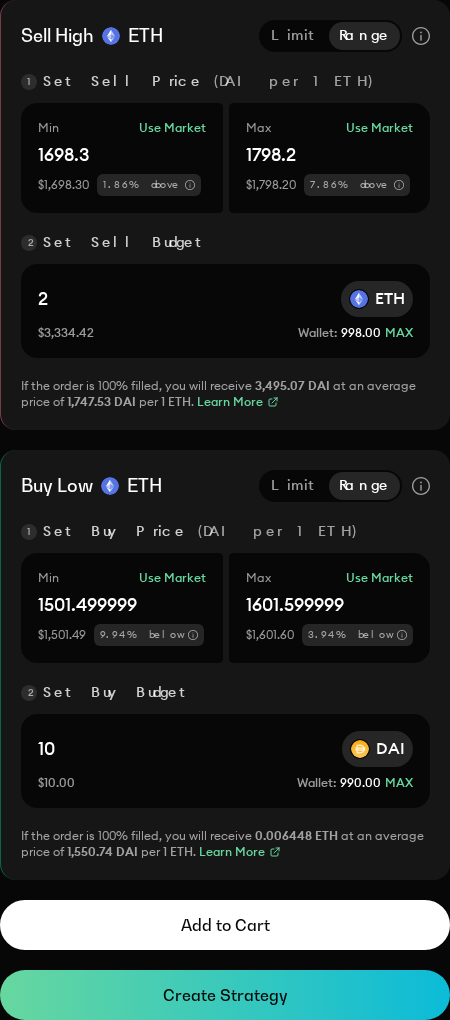 Sell High ETH Limit Range
1 Set Sell Price (DAI per 1 ETH)
Min Use Market Max Use Market
1698.3 1798.2
$1,698.30 1.86% above $1,798.20 7.86% above
2 Set Sell Budget
2 ETH
$3,334.42 Wallet: 998.00 MAX
If the order is 100% filled, you will receive 3,495.07 DAI at an average
price of 1,747.53 DAI per 1 ETH. Learn More
Buy Low ETH Limit Range
1 Set Buy Price (DAI per 1 ETH)
Min Use Market Max Use Market
1501.499999 1601.599999
$1,501.49 9.94% below $1,601.60 3.94% below
2 Set Buy Budget
10 DAI
$10.00 Wallet: 990.00 MAX
If the order is 100% filled, you will receive 0.006448 ETH at an average
price of 1,550.74 DAI per 1 ETH. Learn More
Add to Cart
Create Strategy